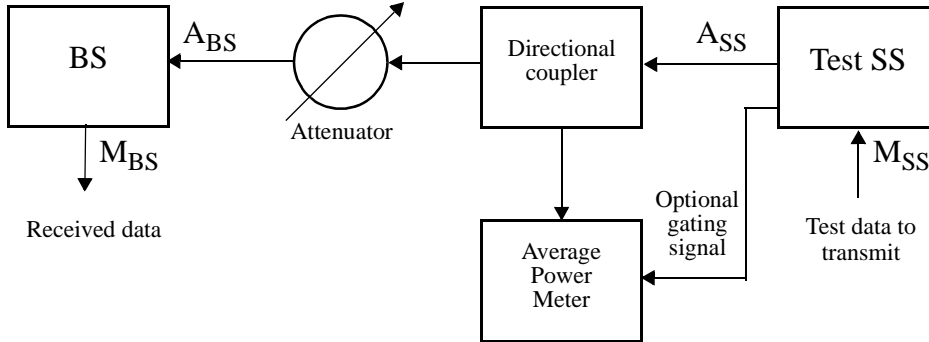 BS
A_BS
Attenuator
Directional
coupler
A_SS
Test SS
M_BS
Received data
M_SS
Test data to
transmit
Optional
gating
signal
Average
Power
Meter